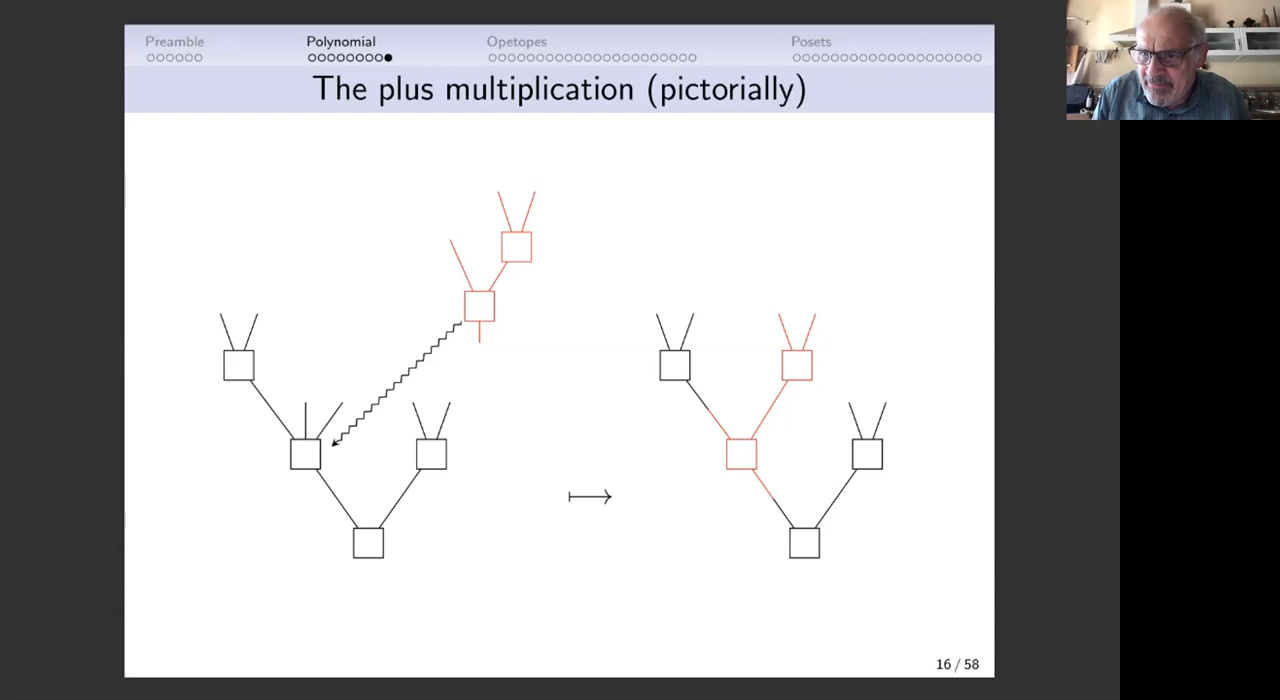 Preamble Polynomial Opetopes Posets
The plus multiplication (pictorially)
16 / 58